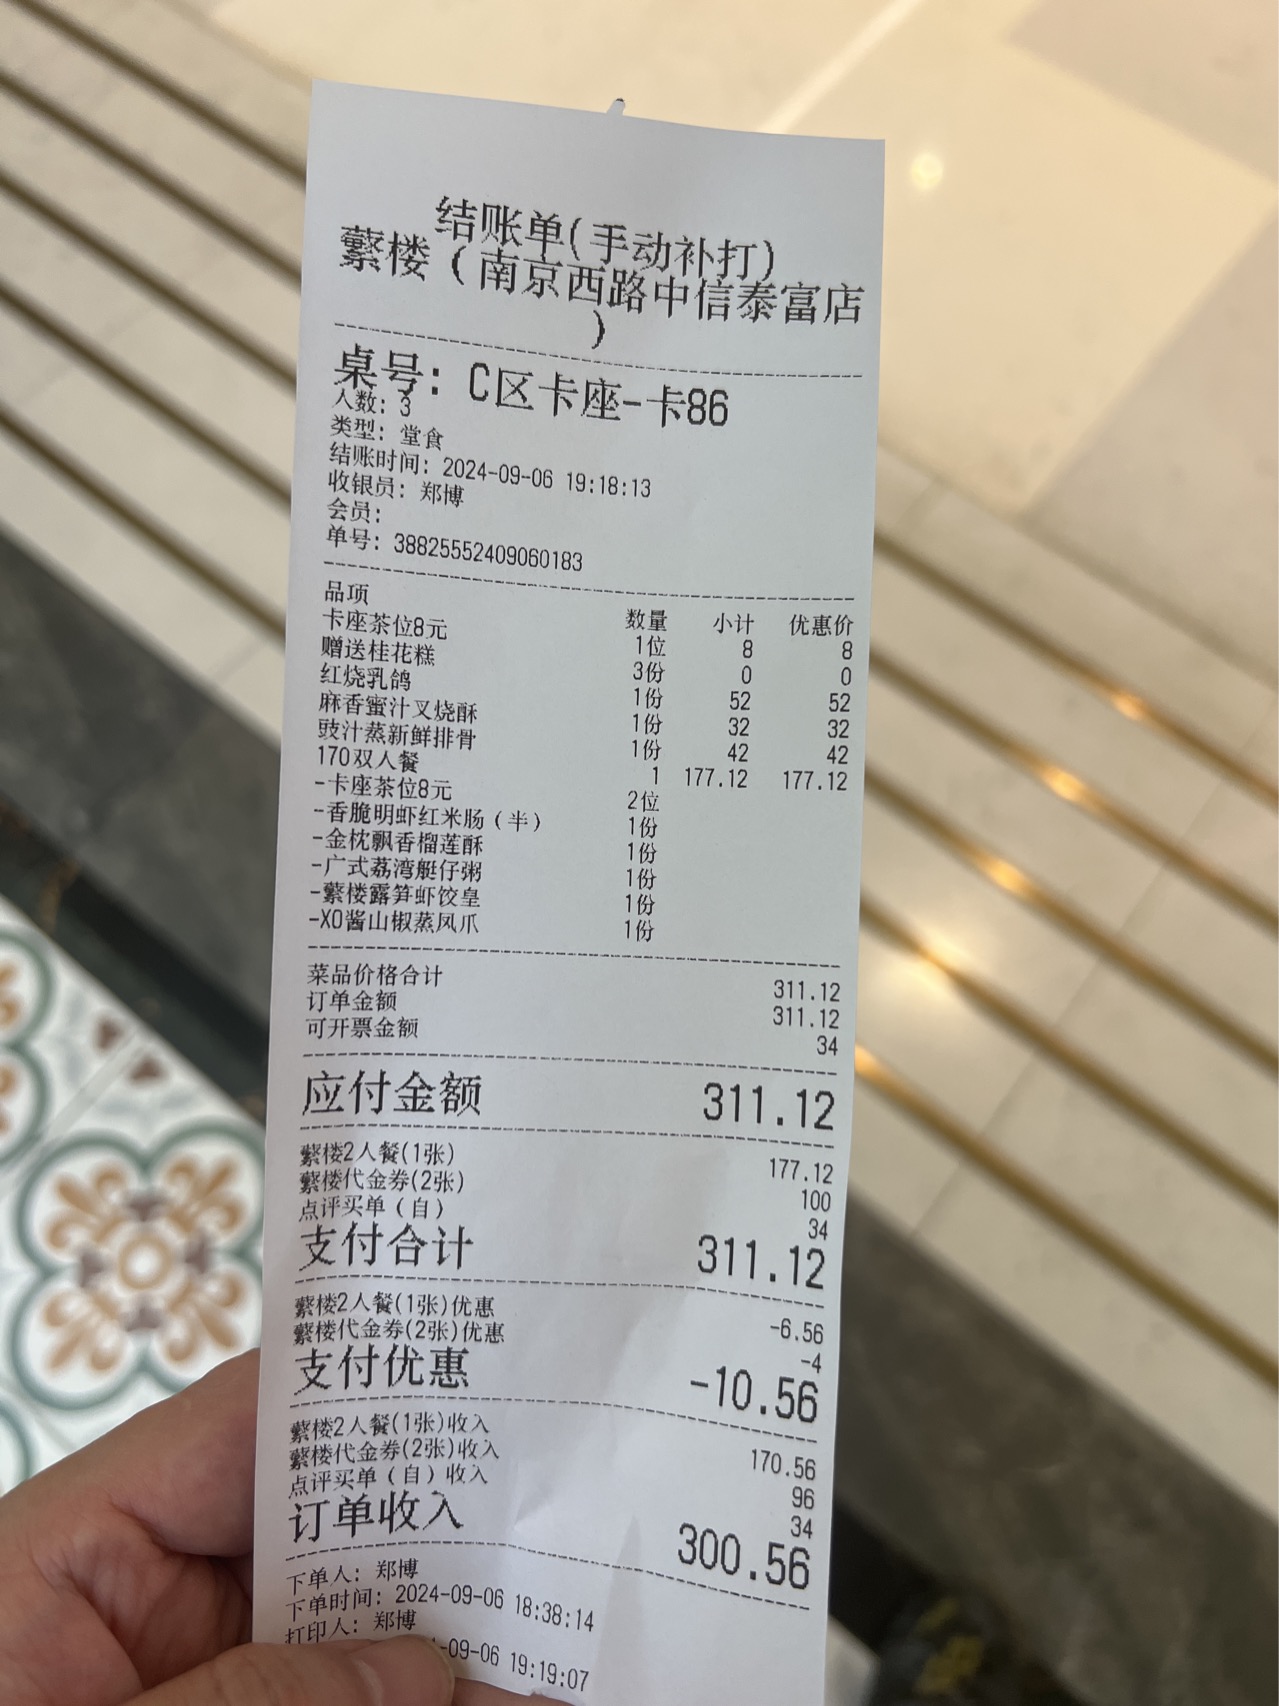 结账单(手动补打)
蘩楼（南京西路中信泰富店
）
桌号: C区卡座-卡86
人数: 3
类型: 堂食
结账时间: 2024-09-06 19:18:13
收银员: 郑博
会员:
单号: 38825552409060183
品项 数量 小计 优惠价
卡座茶位8元 1位 8 8
赠送桂花糕 3份 0 0
红烧乳鸽 1份 52 52
麻香蜜汁叉烧酥 1份 32 32
豉汁蒸新鲜排骨 1份 42 42
170双人餐 1 177.12 177.12
-卡座茶位8元 2位
-香脆明虾红米肠（半） 1份
-金枕飘香榴莲酥 1份
-广式荔湾艇仔粥 1份
-蘩楼露笋虾饺皇 1份
-XO酱山椒蒸凤爪 1份
菜品价格合计 311.12
订单金额 311.12
可开票金额 34
应付金额 311.12
蘩楼2人餐(1张) 177.12
蘩楼代金券(2张) 100
点评买单（自） 34
支付合计 311.12
蘩楼2人餐(1张)优惠 -6.56
蘩楼代金券(2张)优惠 -4
支付优惠 -10.56
蘩楼2人餐(1张)收入 170.56
蘩楼代金券(2张)收入 96
点评买单（自）收入 34
订单收入 300.56
下单人: 郑博
下单时间: 2024-09-06 18:38:14
打印人: 郑博
-09-06 19:19:07